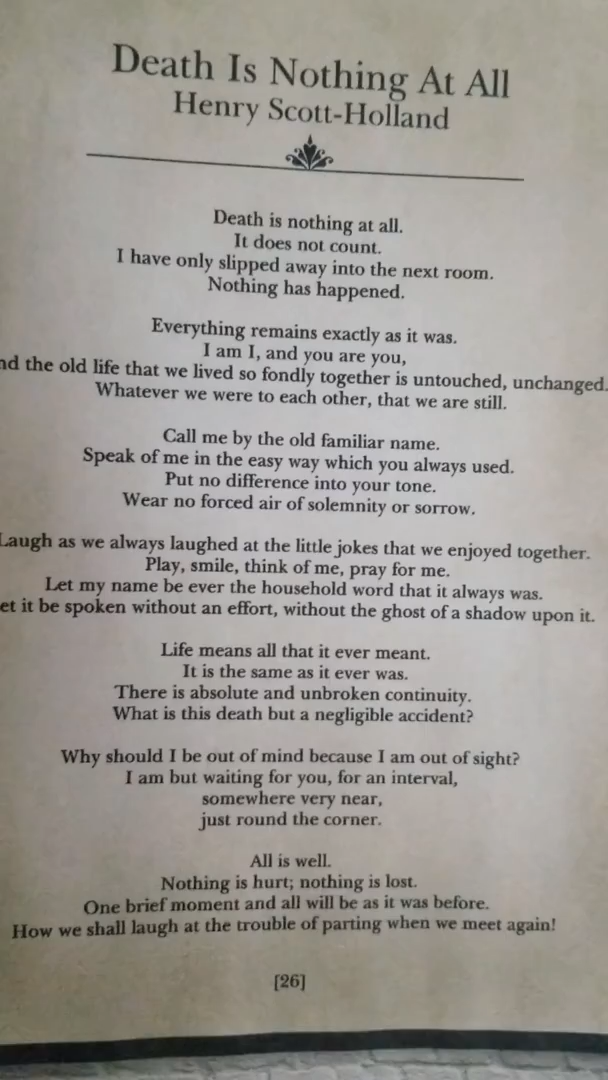 Death Is Nothing At All
Henry Scott-Holland
Death is nothing at all.
It does not count.
I have only slipped away into the next room.
Nothing has happened.
Everything remains exactly as it was.
I am I, and you are you,
nd the old life that we lived so fondly together is untouched, unchanged.
Whatever we were to each other, that we are still.
Call me by the old familiar name.
Speak of me in the easy way which you always used.
Put no difference into your tone.
Wear no forced air of solemnity or sorrow.
Laugh as we always laughed at the little jokes that we enjoyed together.
Play, smile, think of me, pray for me.
Let my name be ever the household word that it always was.
et it be spoken without an effort, without the ghost of a shadow upon it.
Life means all that it ever meant.
It is the same as it ever was.
There is absolute and unbroken continuity.
What is this death but a negligible accident?
Why should I be out of mind because I am out of sight?
I am but waiting for you, for an interval,
somewhere very near,
just round the corner.
All is well.
Nothing is hurt; nothing is lost.
One brief moment and all will be as it was before.
How we shall laugh at the trouble of parting when we meet again!
[26]